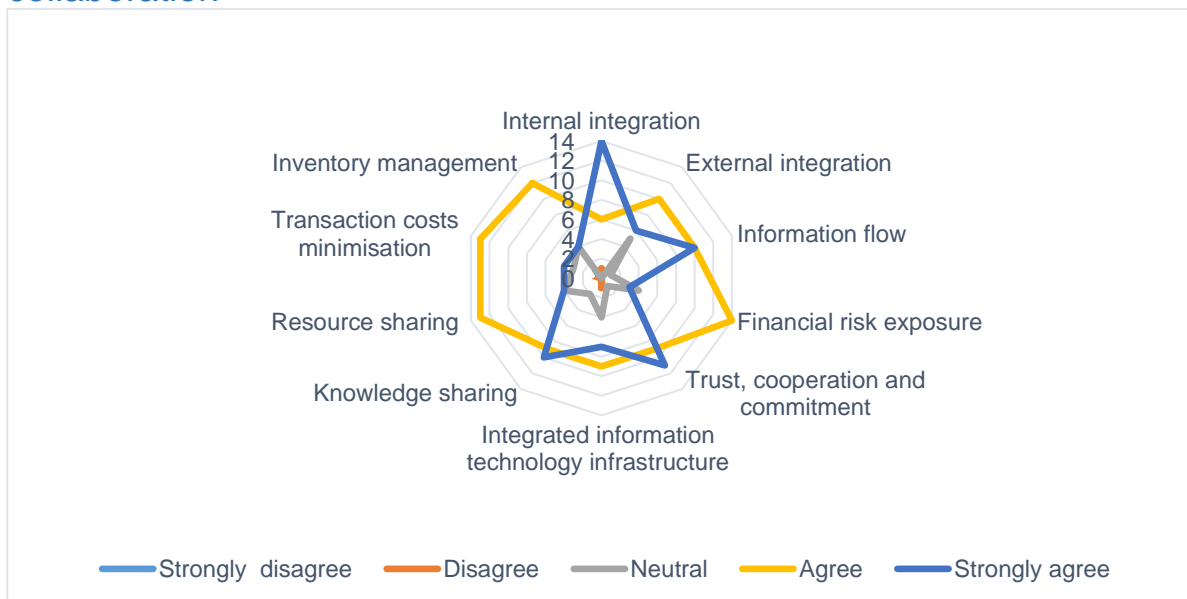 collaboration
Internal integration
14
12
10
8
6
4
2
0
External integration
Information flow
Financial risk exposure
Trust, cooperation and
commitment
Integrated information
technology infrastructure
Knowledge sharing
Resource sharing
Transaction costs
minimisation
Inventory management
Strongly disagree
Disagree
Neutral
Agree
Strongly agree